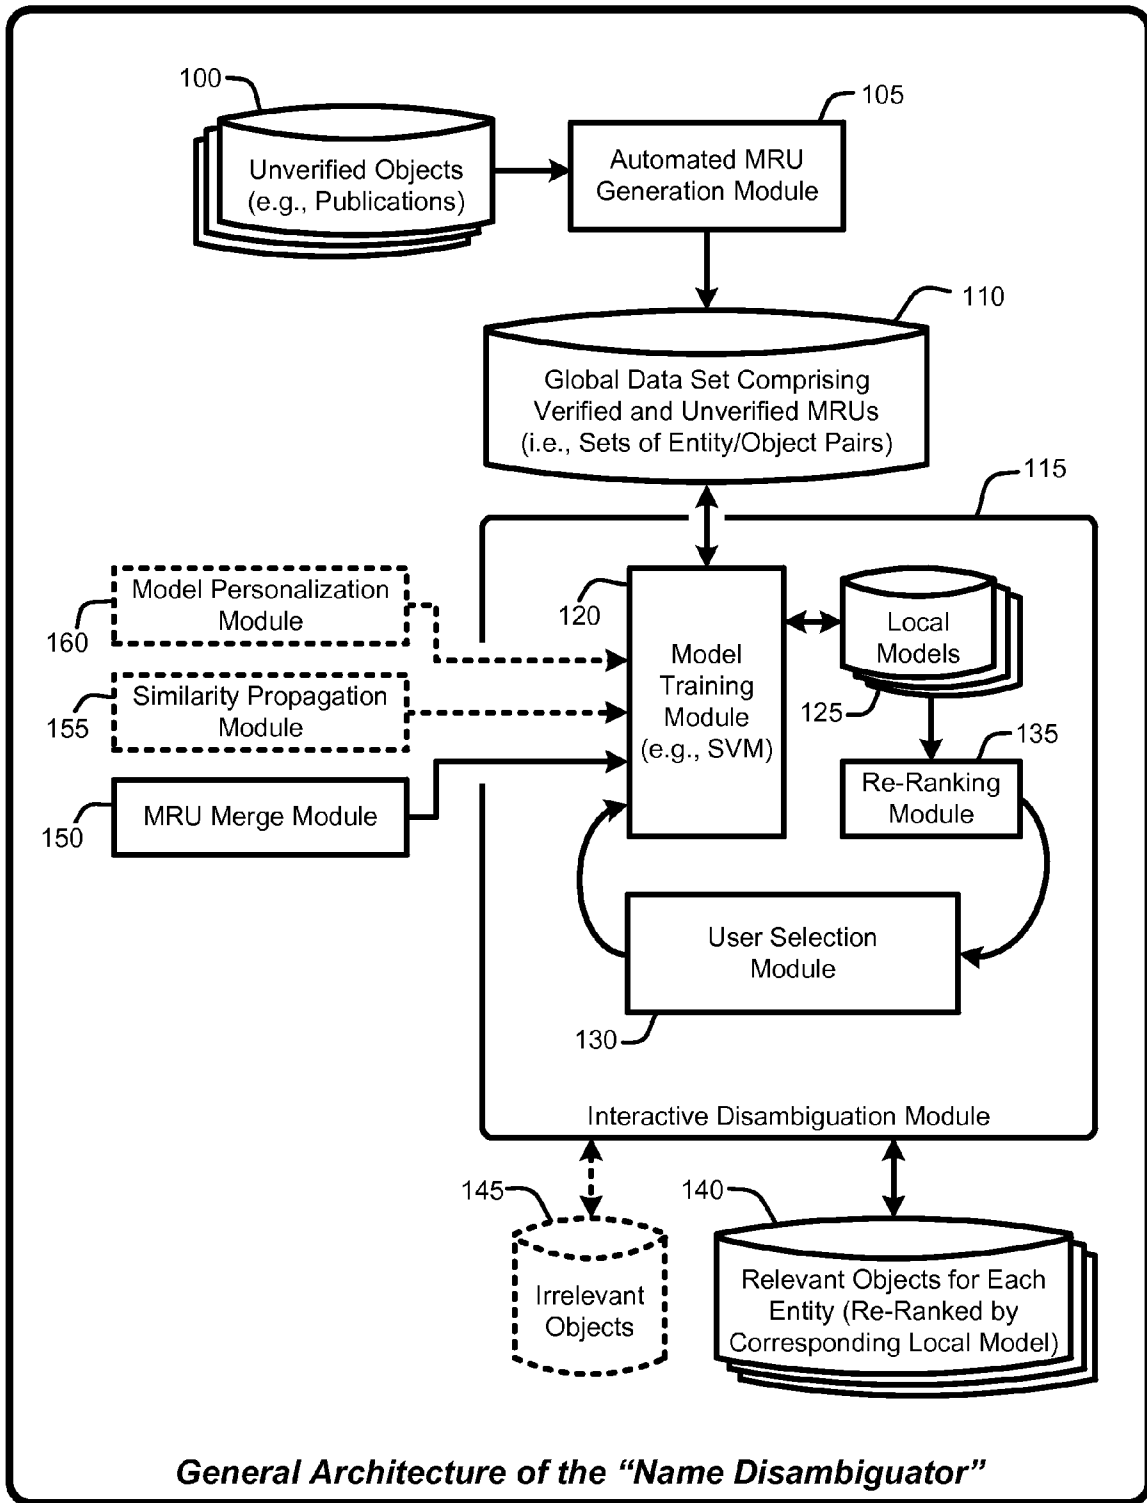 100
Unverified Objects
(e.g., Publications)
105
Automated MRU
Generation Module
110
Global Data Set Comprising
Verified and Unverified MRUs
(i.e., Sets of Entity/Object Pairs)
115
Model Personalization
Module
160
Similarity Propagation
Module
155
MRU Merge Module
150
120
Model
Training
Module
(e.g., SVM)
Local
Models
125
135
Re-Ranking
Module
User Selection
Module
130
Interactive Disambiguation Module
145
Irrelevant
Objects
140
Relevant Objects for Each
Entity (Re-Ranked by
Corresponding Local Model)
General Architecture of the “Name Disambiguator”